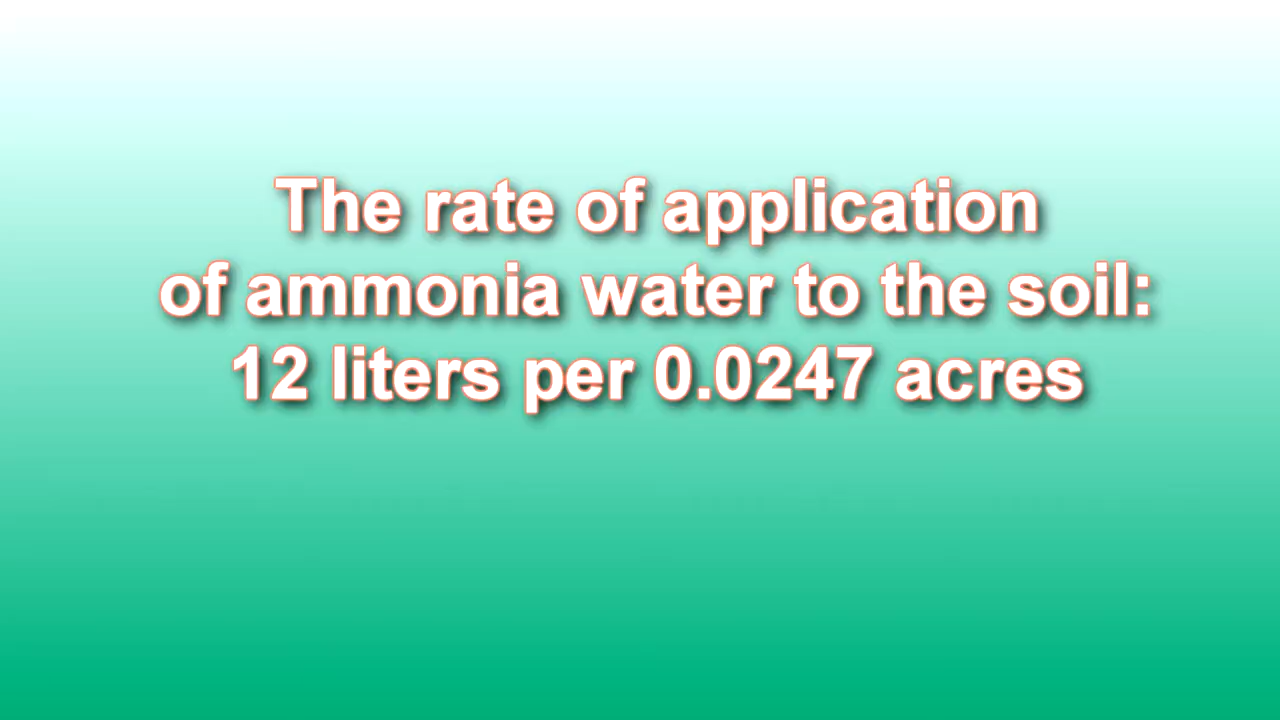 The rate of application
of ammonia water to the soil:
12 liters per 0.0247 acres